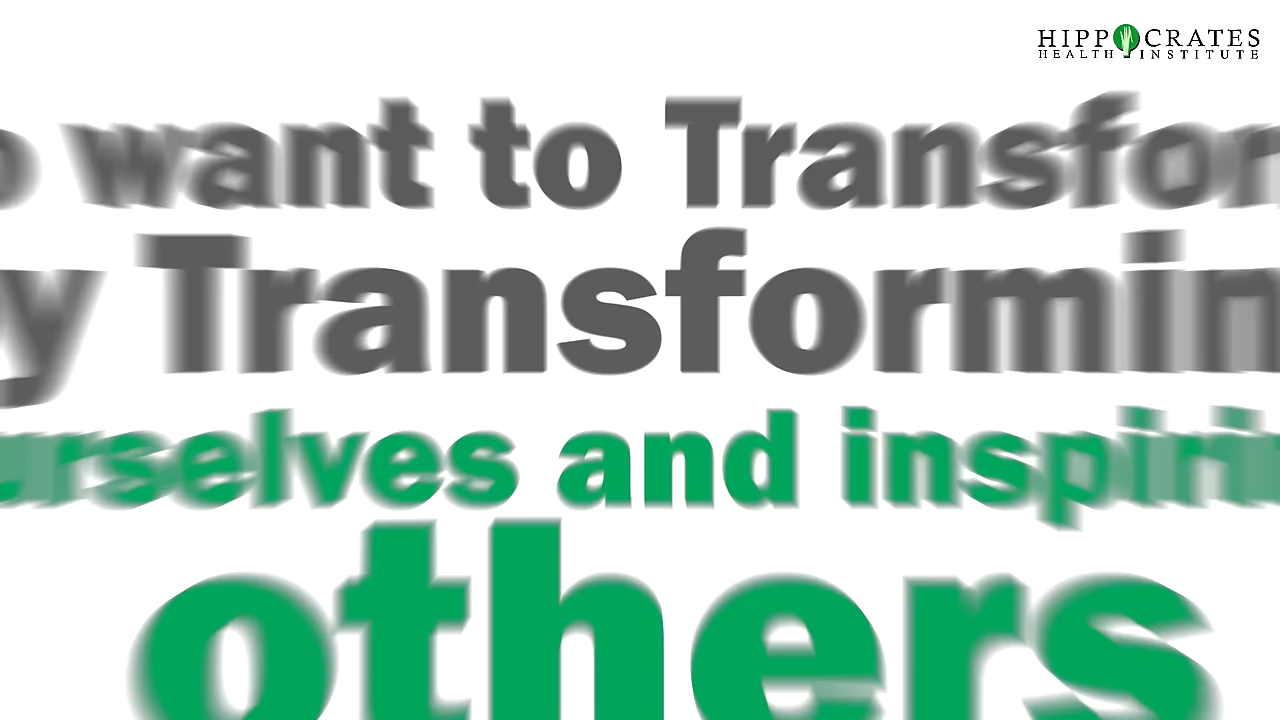 HIPPOCRATES
HEALTH INSTITUTE
want to
Transforming
and
others